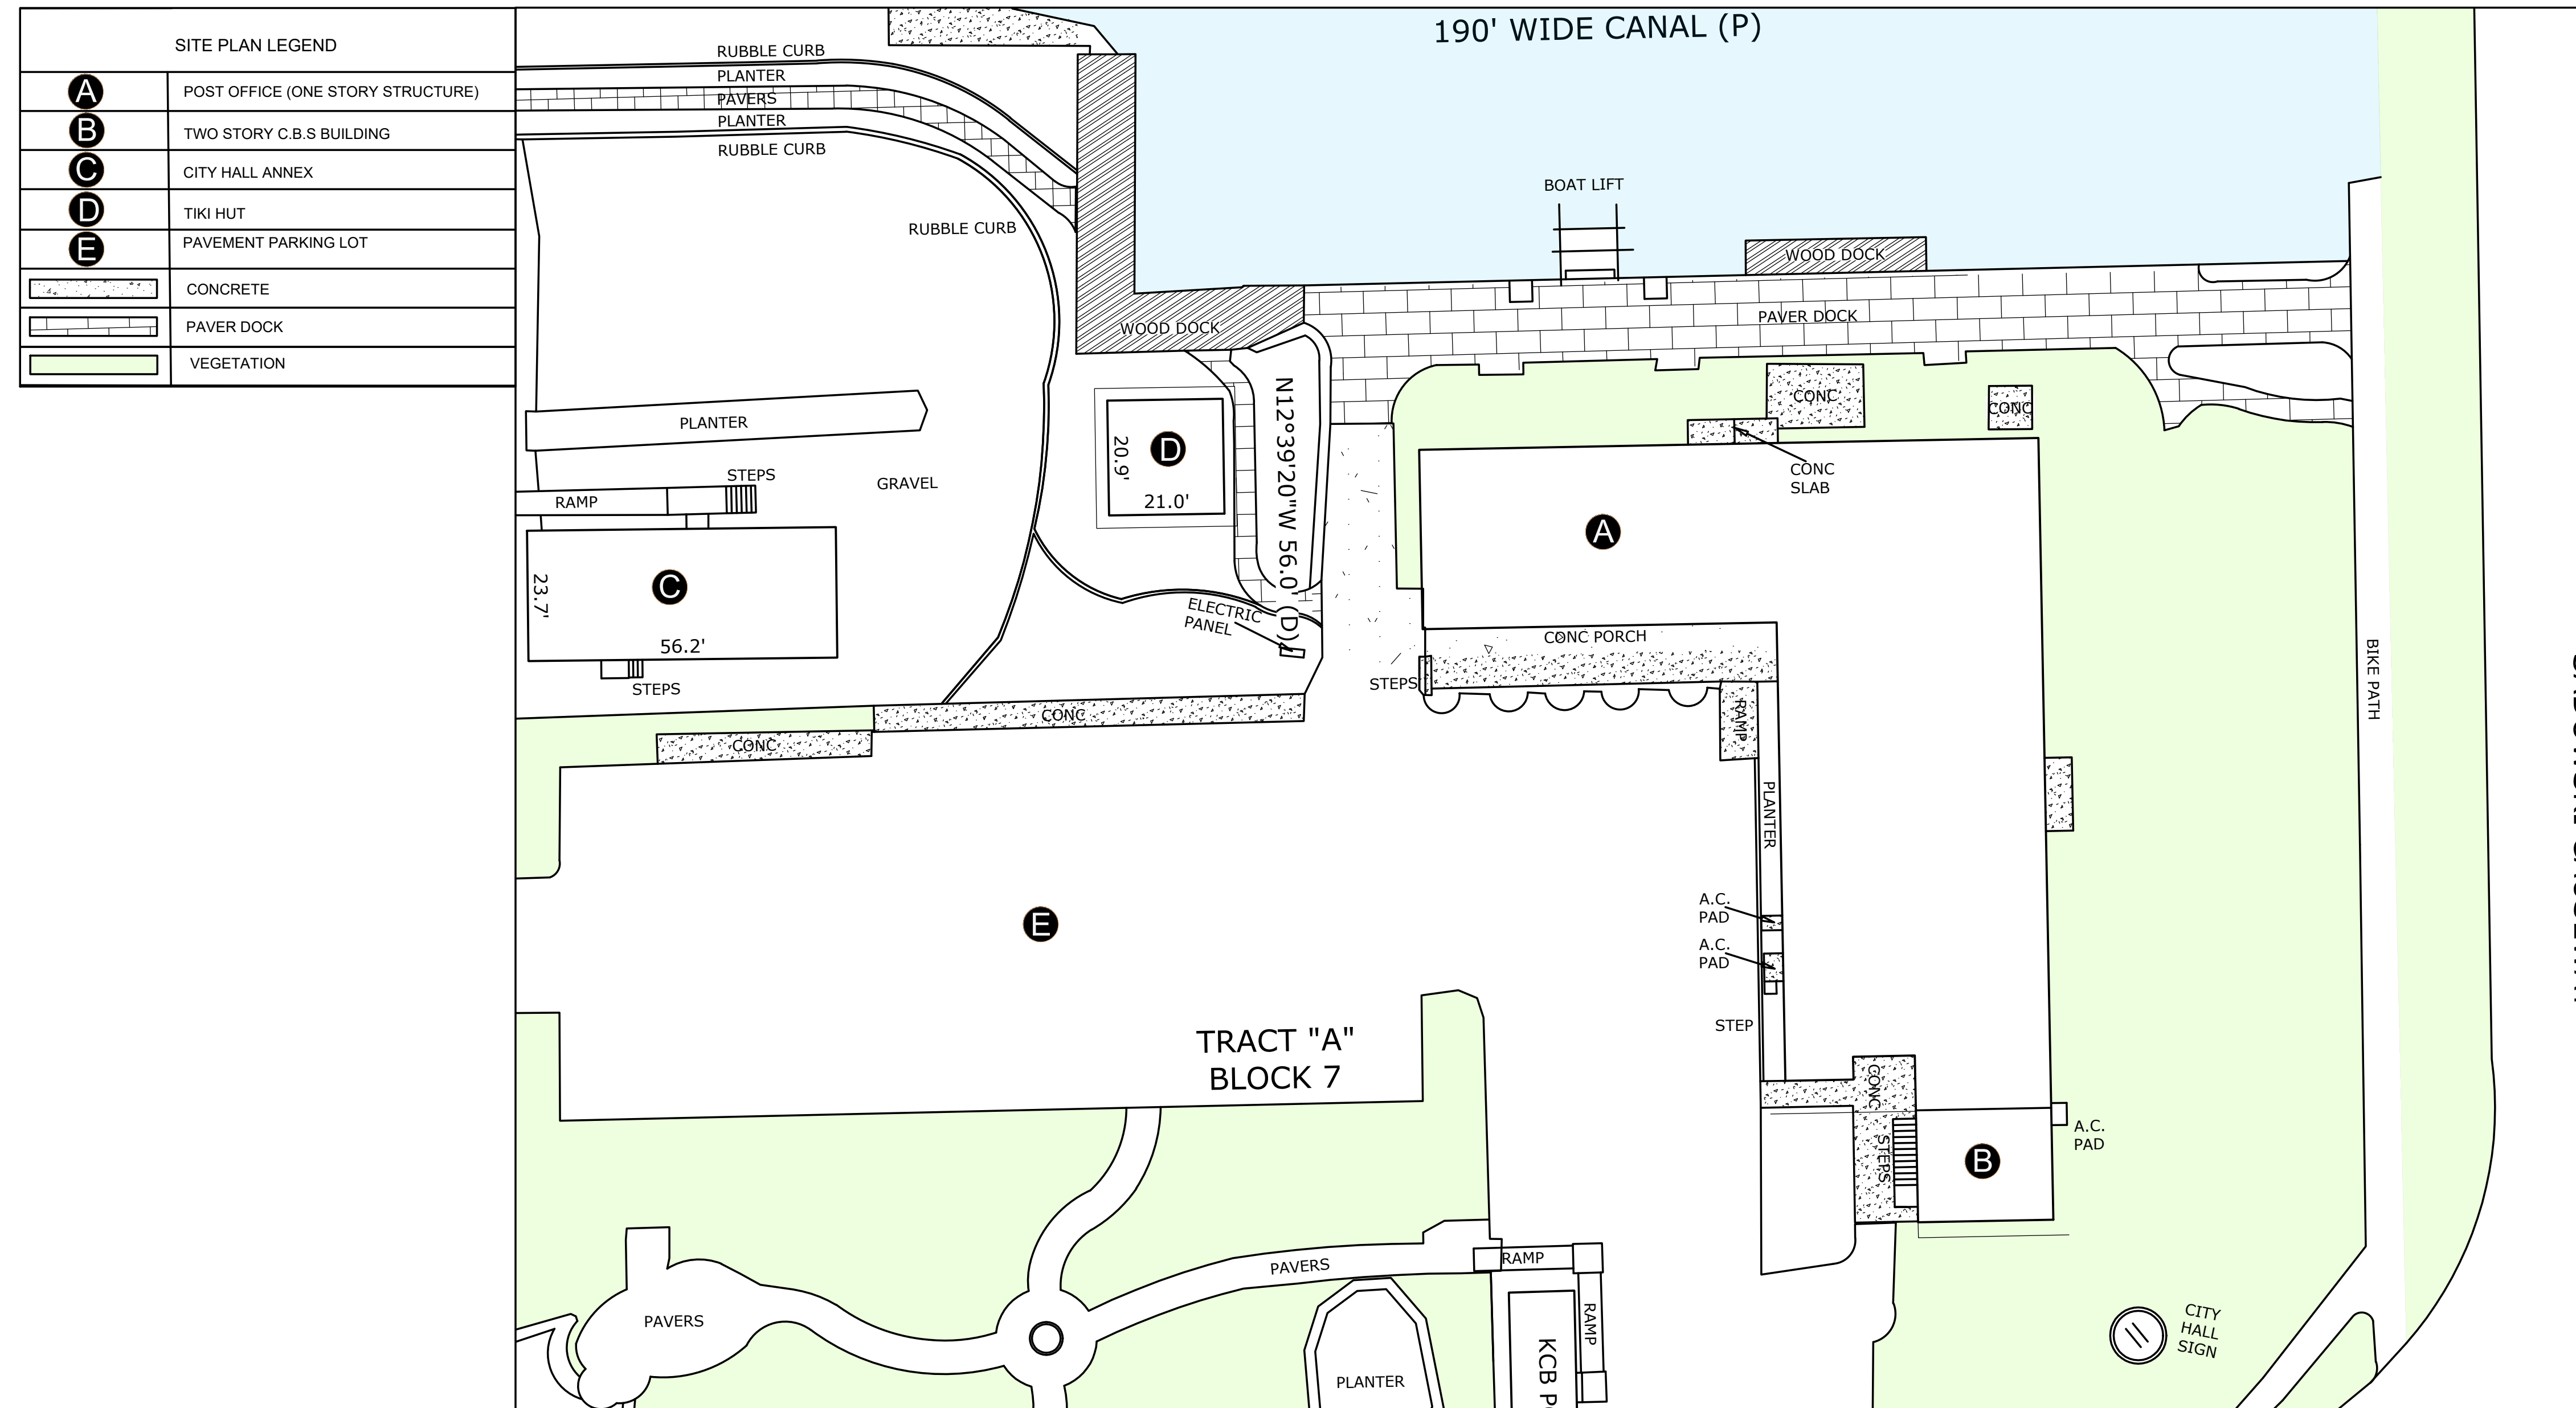 SITE PLAN LEGEND
A POST OFFICE (ONE STORY STRUCTURE)
B TWO STORY C.B.S BUILDING
C CITY HALL ANNEX
D TIKI HUT
E PAVEMENT PARKING LOT
CONCRETE
PAVER DOCK
VEGETATION
190' WIDE CANAL (P)
RUBBLE CURB
PLANTER
PAVERS
PLANTER
RUBBLE CURB
RUBBLE CURB
BOAT LIFT
WOOD DOCK
WOOD DOCK
PAVER DOCK
PLANTER
STEPS
RAMP
GRAVEL
C
23.7'
56.2'
STEPS
D
20.9'
21.0'
N12°39'20"W 56.0' (D)
ELECTRIC
PANEL
CONC
CONC
CONC
SLAB
A
CONC PORCH
STEPS
RAMP
PLANTER
BIKE PATH
CONC
CONC
E
A.C.
PAD
A.C.
PAD
STEP
TRACT "A"
BLOCK 7
CONC
STEPS
B
A.C.
PAD
PAVERS
PAVERS
RAMP
RAMP
PLANTER
KCB
CITY
HALL
SIGN